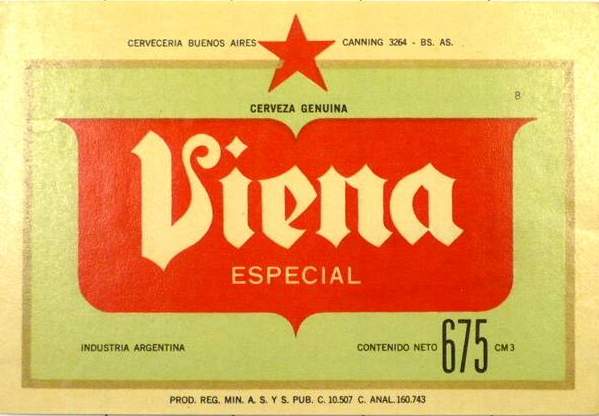 CERVECERIA BUENOS AIRES CANNING 3264 - BS. AS.
CERVEZA GENUINA
8
Viena
ESPECIAL
INDUSTRIA ARGENTINA CONTENIDO NETO 675 CM3
PROD. REG. MIN. A. S. Y S. PUB. C. 10.507 C. ANAL. 160.743